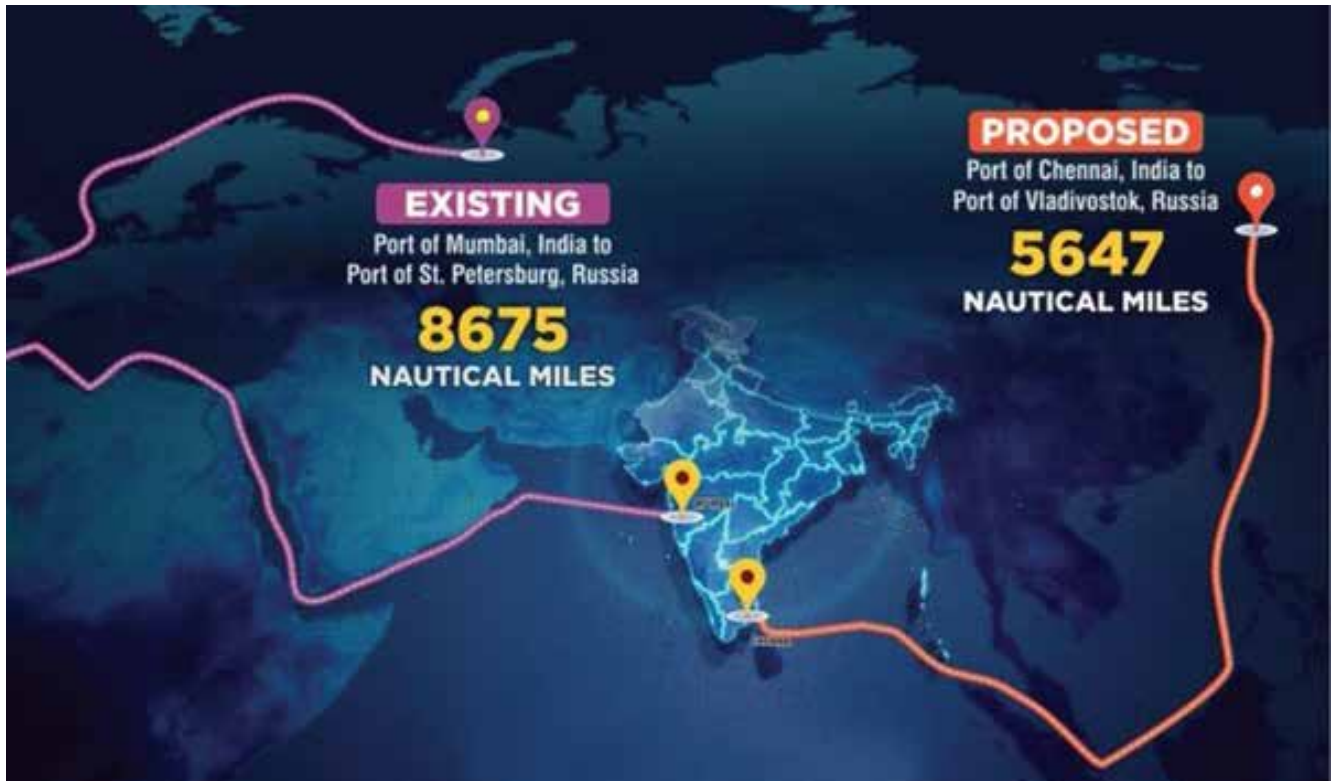 EXISTING
Port of Mumbai, India to
Port of St. Petersburg, Russia
8675
NAUTICAL MILES
PROPOSED
Port of Chennai, India to
Port of Vladivostok, Russia
5647
NAUTICAL MILES